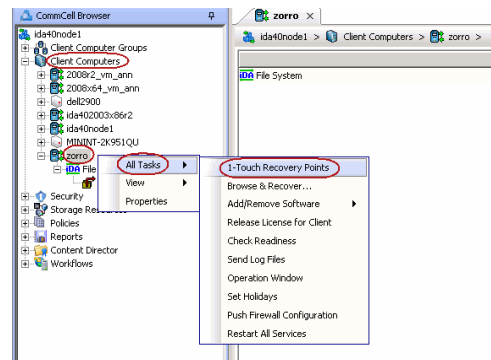 CommCell Browser
zorro
ida40node1
Client Computer Groups
Client Computers
2008r2_vm_ann
2008x64_vm_ann
dell2900
ida402003x86r2
ida40node1
MININT-2K951QU
zorro
iDA File
Security
Storage Resources
Policies
Reports
Content Director
Workflows
All Tasks
View
Properties
1-Touch Recovery Points
Browse & Recover...
Add/Remove Software
Release License for Client
Check Readiness
Send Log Files
Operation Window
Set Holidays
Push Firewall Configuration
Restart All Services
ida40node1 > Client Computers > zorro >
iDA File System